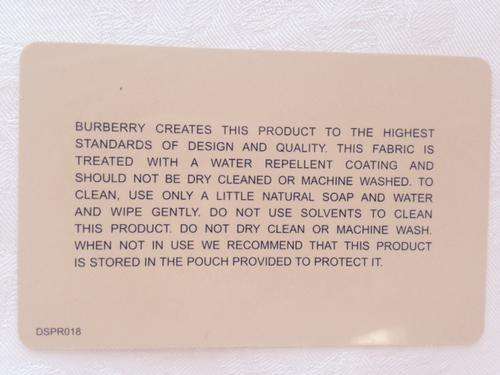 BURBERRY CREATES THIS PRODUCT TO THE HIGHEST
STANDARDS OF DESIGN AND QUALITY. THIS FABRIC IS
TREATED WITH A WATER REPELLENT COATING AND
SHOULD NOT BE DRY CLEANED OR MACHINE WASHED. TO
CLEAN, USE ONLY A LITTLE NATURAL SOAP AND WATER
AND WIPE GENTLY. DO NOT USE SOLVENTS TO CLEAN
THIS PRODUCT. DO NOT DRY CLEAN OR MACHINE WASH.
WHEN NOT IN USE WE RECOMMEND THAT THIS PRODUCT
IS STORED IN THE POUCH PROVIDED TO PROTECT IT.
DSPR018